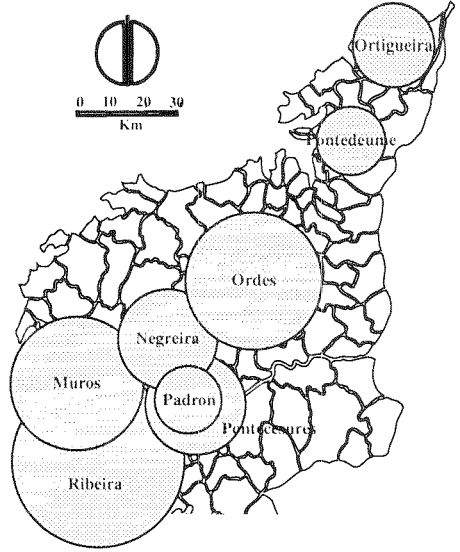 Ortigueira
0 10 20 30
Km
Pontedeume
Ordes
Negreira
Muros
Padron
Pontecesures
Ribeira